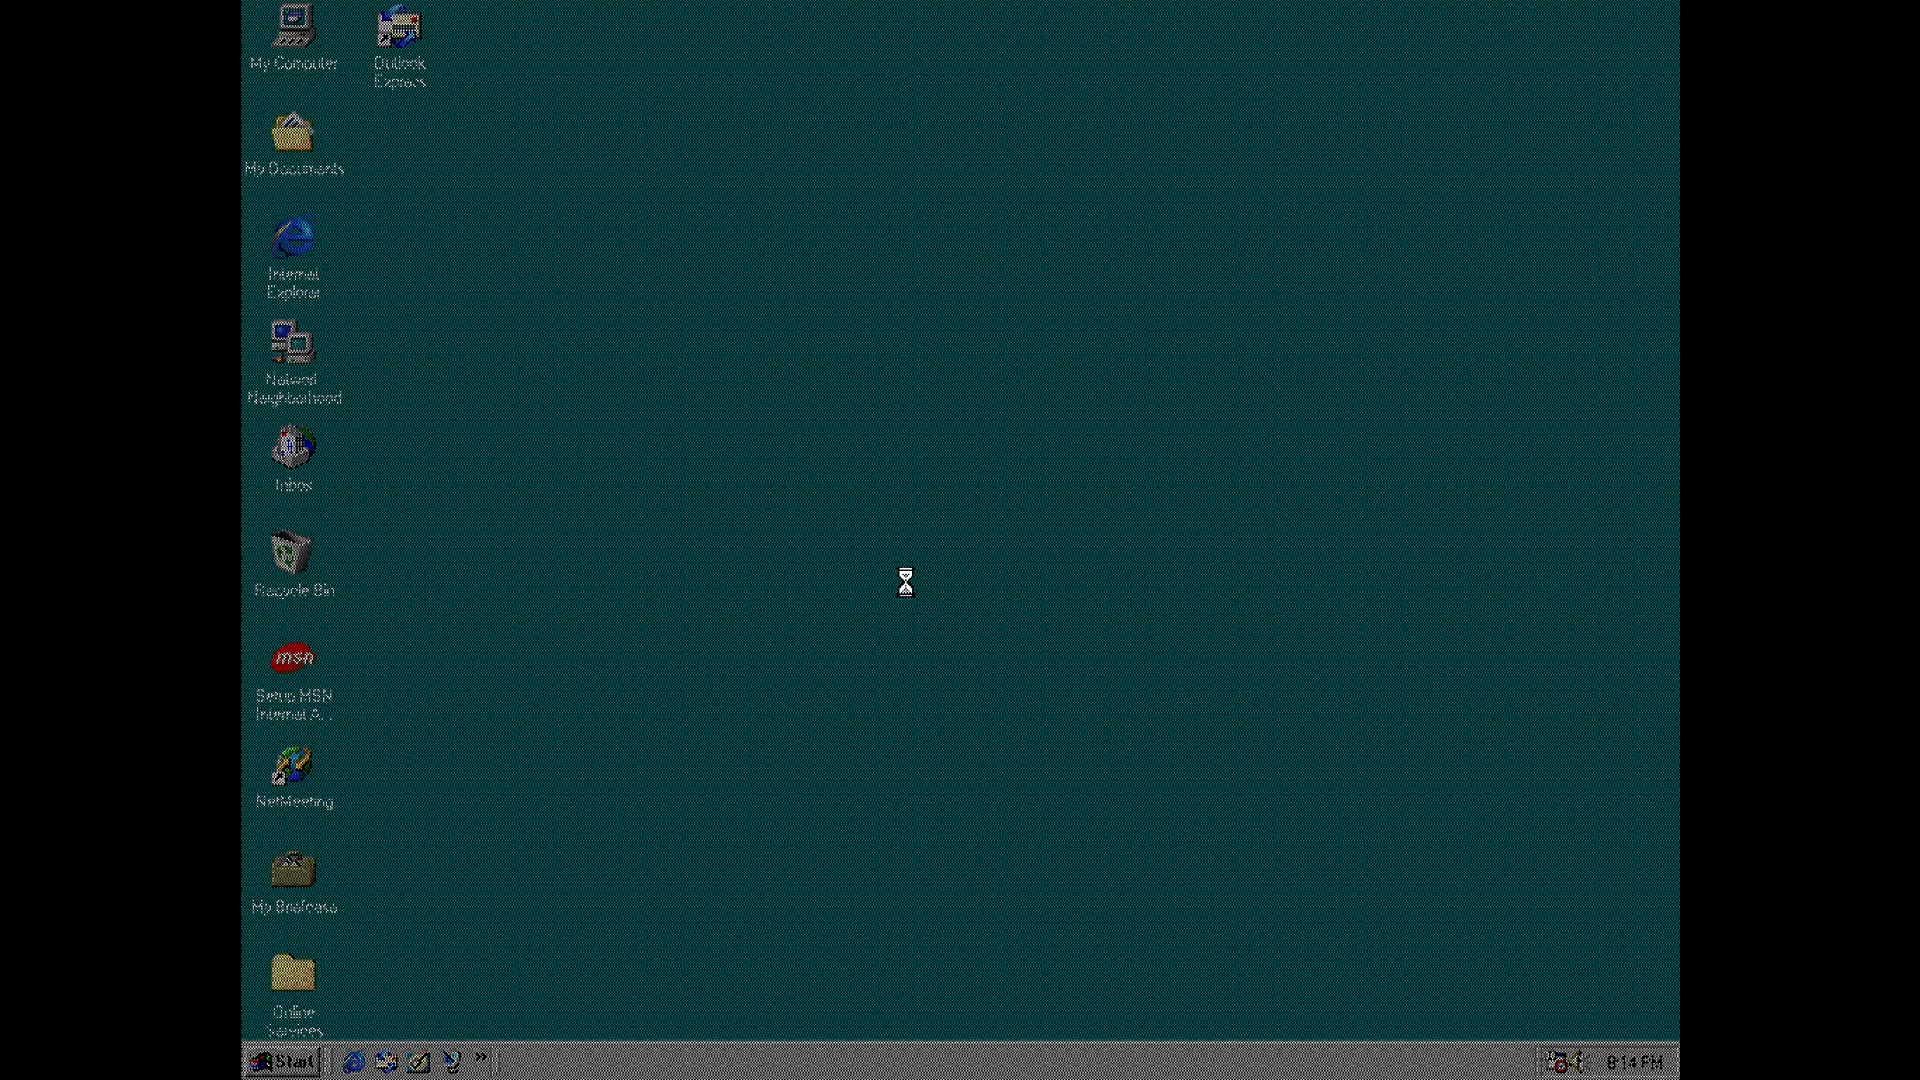 My Computer
Outlook
Express
My Documents
Internet
Explorer
Network
Neighborhood
Inbox
Recycle Bin
msn
Setup MSN
Internet A...
NetMeeting
My Briefcase
Online
Services
Start
»
8:14 PM